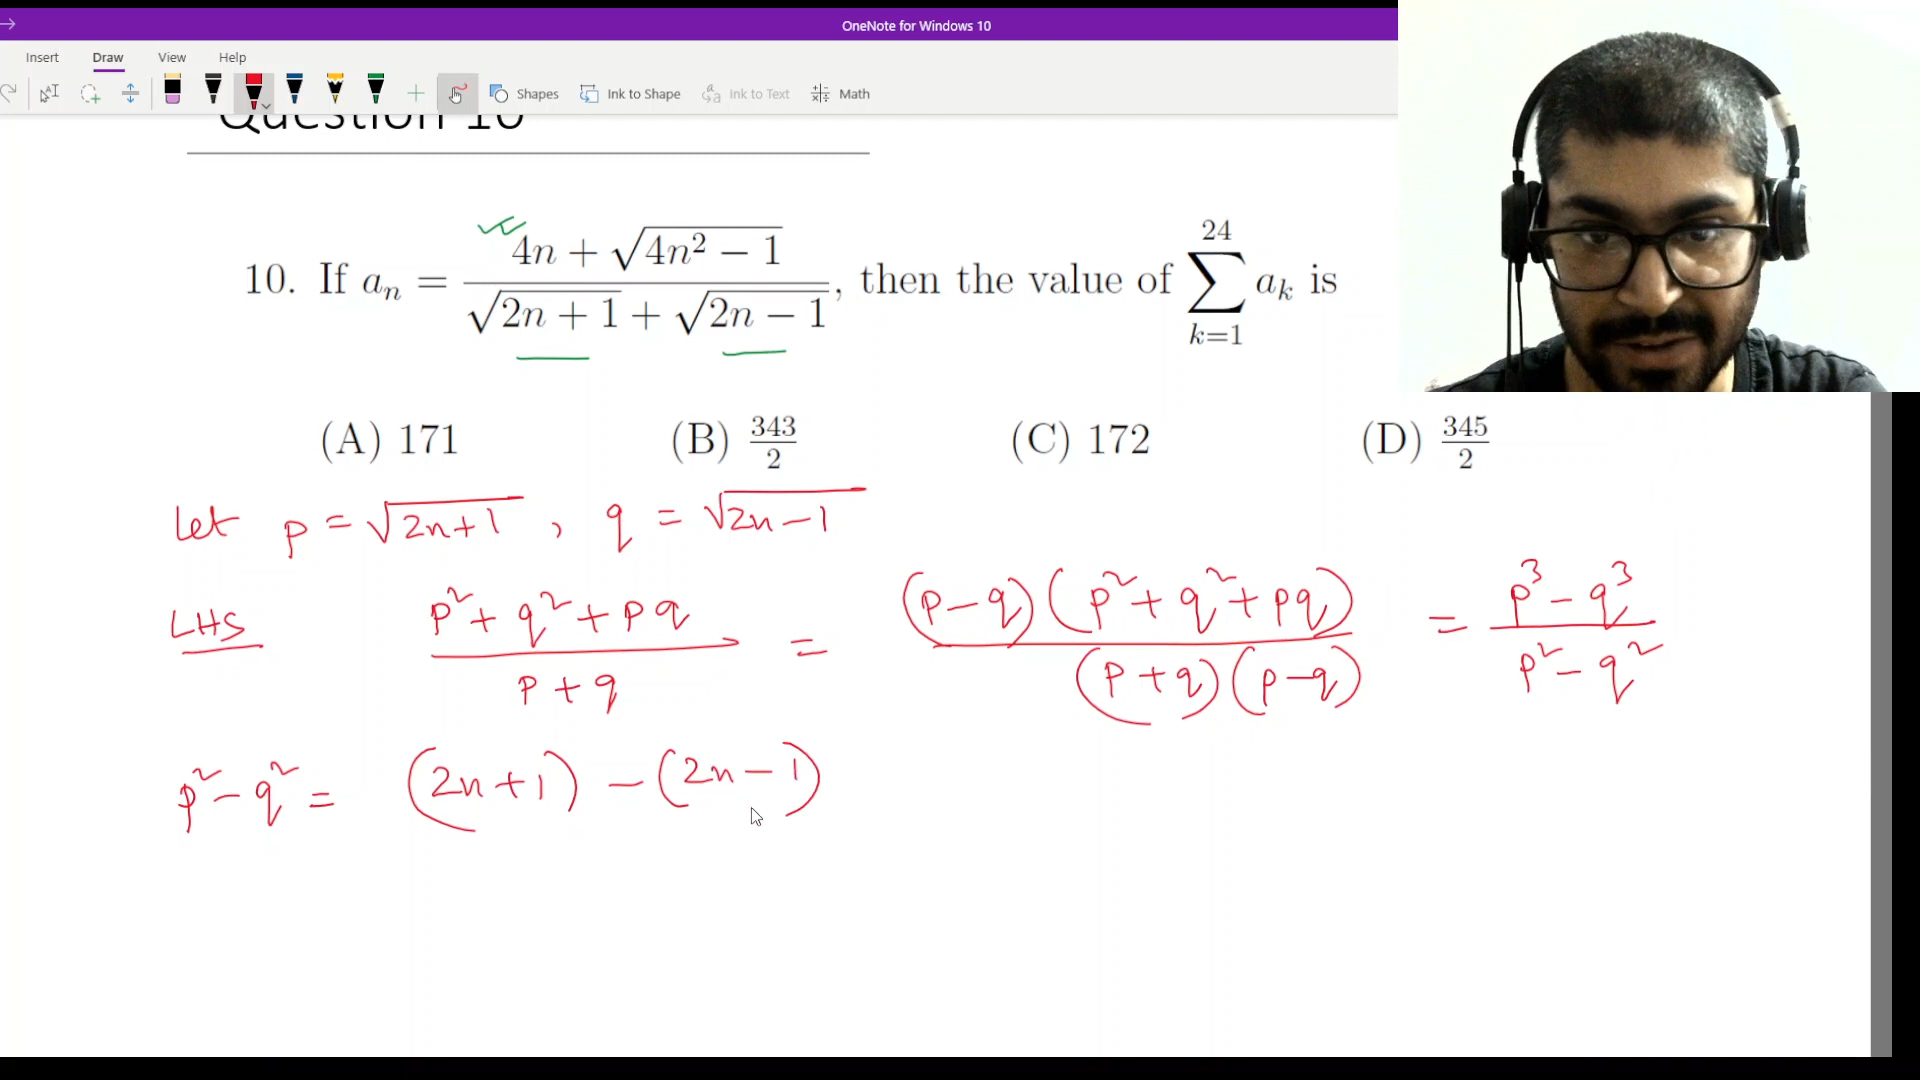 OneNote for Windows 10
Insert Draw View Help
Shapes Ink to Shape Ink to Text Math
Question 10
10. If aₙ = (4n + √(4n² − 1)) / (√(2n + 1) + √(2n − 1)), then the value of ∑_{k=1}^{24} aₖ is
(A) 171 (B) 343/2 (C) 172 (D) 345/2
Let p = √(2n+1) , q = √(2n−1)
LHS (p² + q² + pq) / (p + q) = ((p − q)(p² + q² + pq)) / ((p + q)(p − q)) = (p³ − q³) / (p² − q²)
p² − q² = (2n+1) − (2n−1)